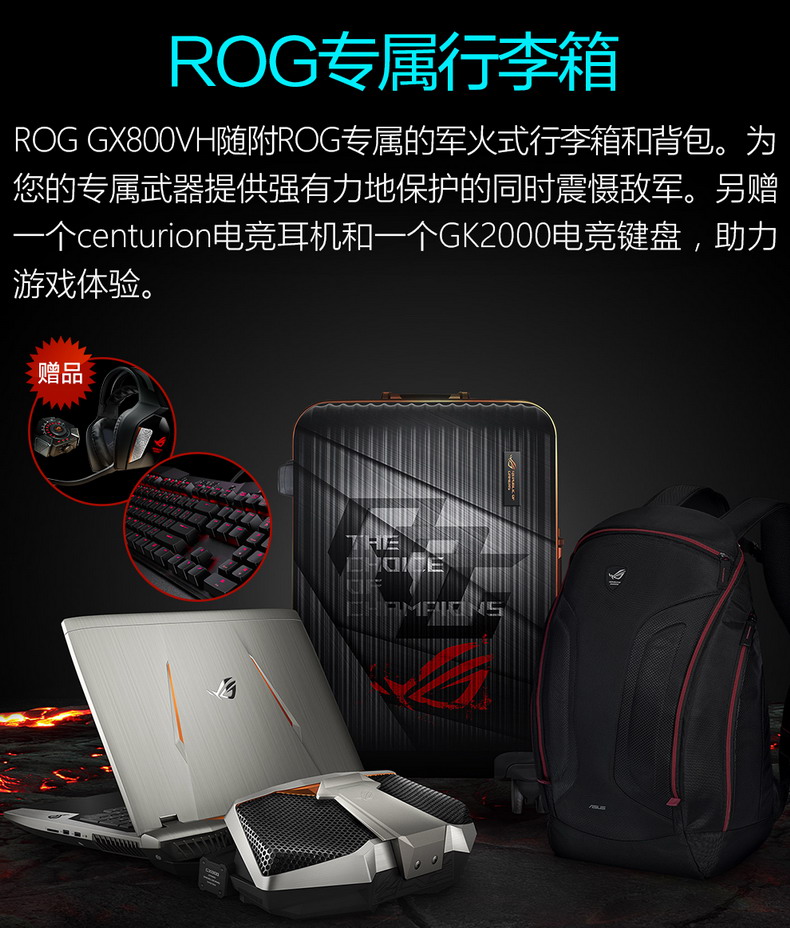 ROG专属行李箱
ROG GX800VH随附ROG专属的军火式行李箱和背包。为
您的专属武器提供强有力地保护的同时震慑敌军。另赠
一个centurion电竞耳机和一个GK2000电竞键盘，助力
游戏体验。
赠品
THE
CHOICE
OF
CHAMPIONS
ASUS